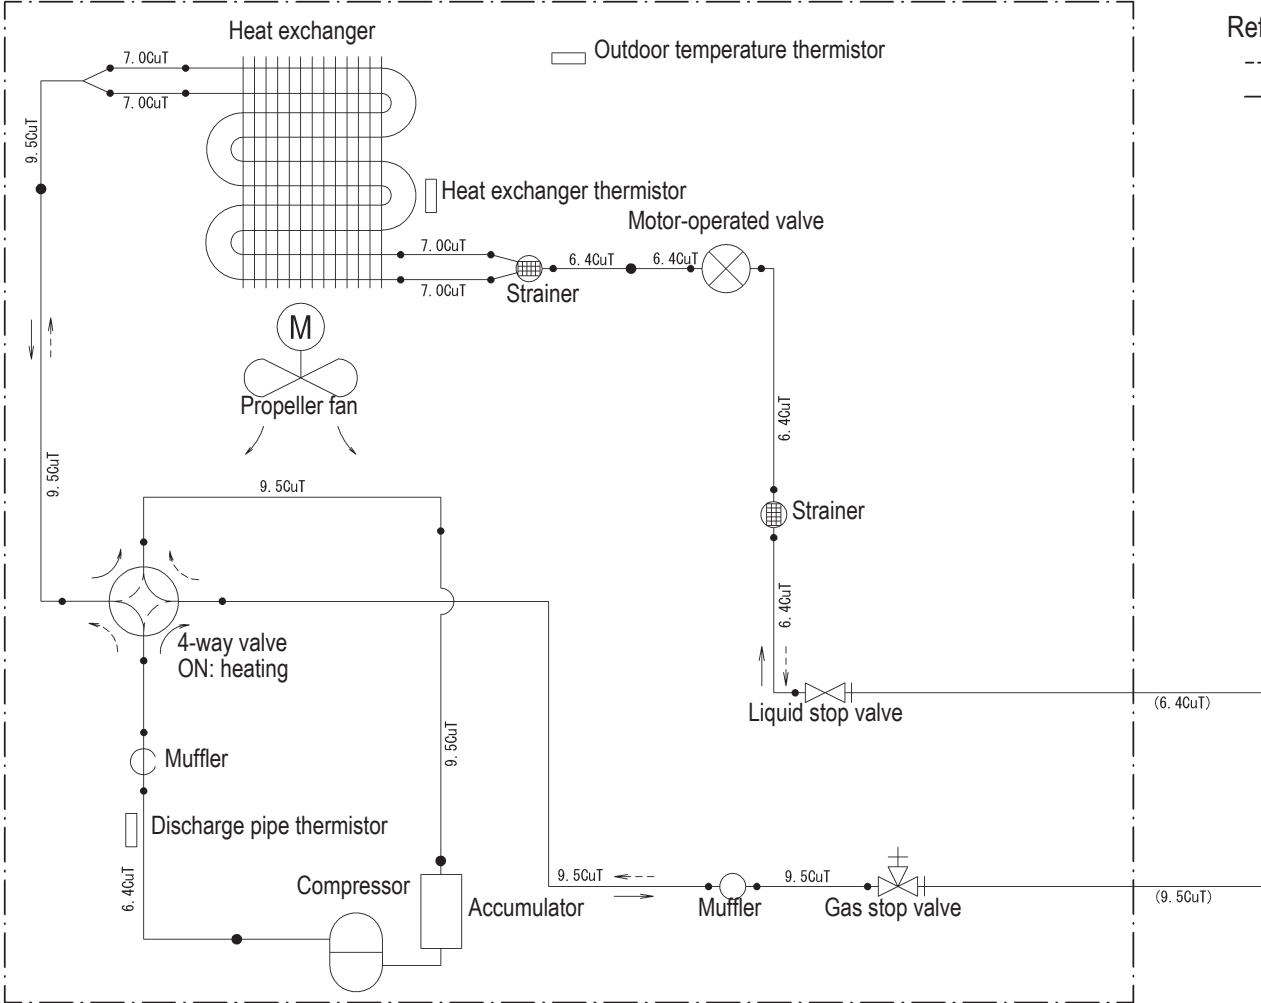 Heat exchanger
Ref
Outdoor temperature thermistor
7.0CuT
7.0CuT
9.5CuT
Heat exchanger thermistor
Motor-operated valve
7.0CuT
6.4CuT
6.4CuT
7.0CuT
Strainer
M
Propeller fan
6.4CuT
9.5CuT
9.5CuT
Strainer
6.4CuT
4-way valve
ON: heating
(6.4CuT)
Liquid stop valve
9.5CuT
Muffler
Discharge pipe thermistor
6.4CuT
Compressor
9.5CuT
9.5CuT
(9.5CuT)
Accumulator
Muffler
Gas stop valve